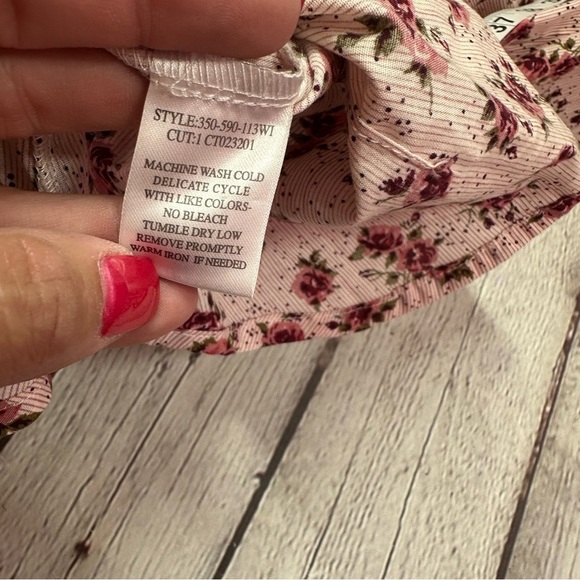 STYLE:350-590-113WI
CUT:1 CT023201
MACHINE WASH COLD
DELICATE CYCLE
WITH LIKE COLORS-
NO BLEACH
TUMBLE DRY LOW
REMOVE PROMPTLY
WARM IRON IF NEEDED
37